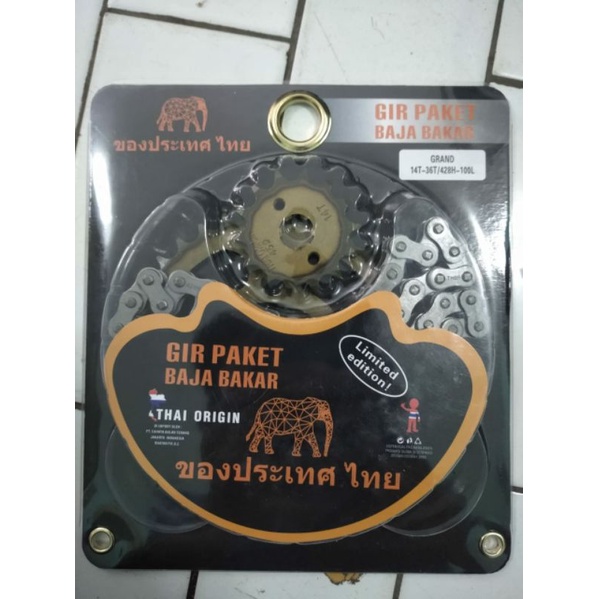 ของประเทศ ไทย
GIR PAKET
BAJA BAKAR
GRAND
14T-36T/428H-100L
14T
GIR PAKET
BAJA BAKAR
Limited
edition!
THAI ORIGIN
ของประเทศ ไทย